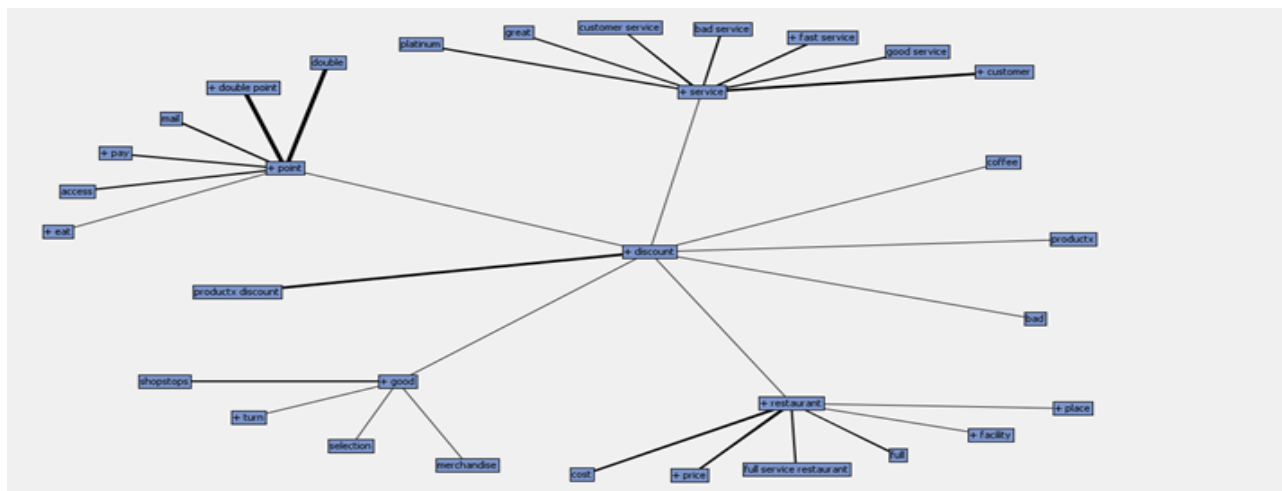 customer service
bad service
great
+ fast service
platinum
good service
double
+ customer
+ double point
+ service
mail
+ pay
coffee
+ point
access
+ eat
productx
+ discount
productx discount
bad
shopstops
+ good
+ restaurant
+ place
+ turn
+ facility
selection
full
merchandise
full service restaurant
cost
+ price